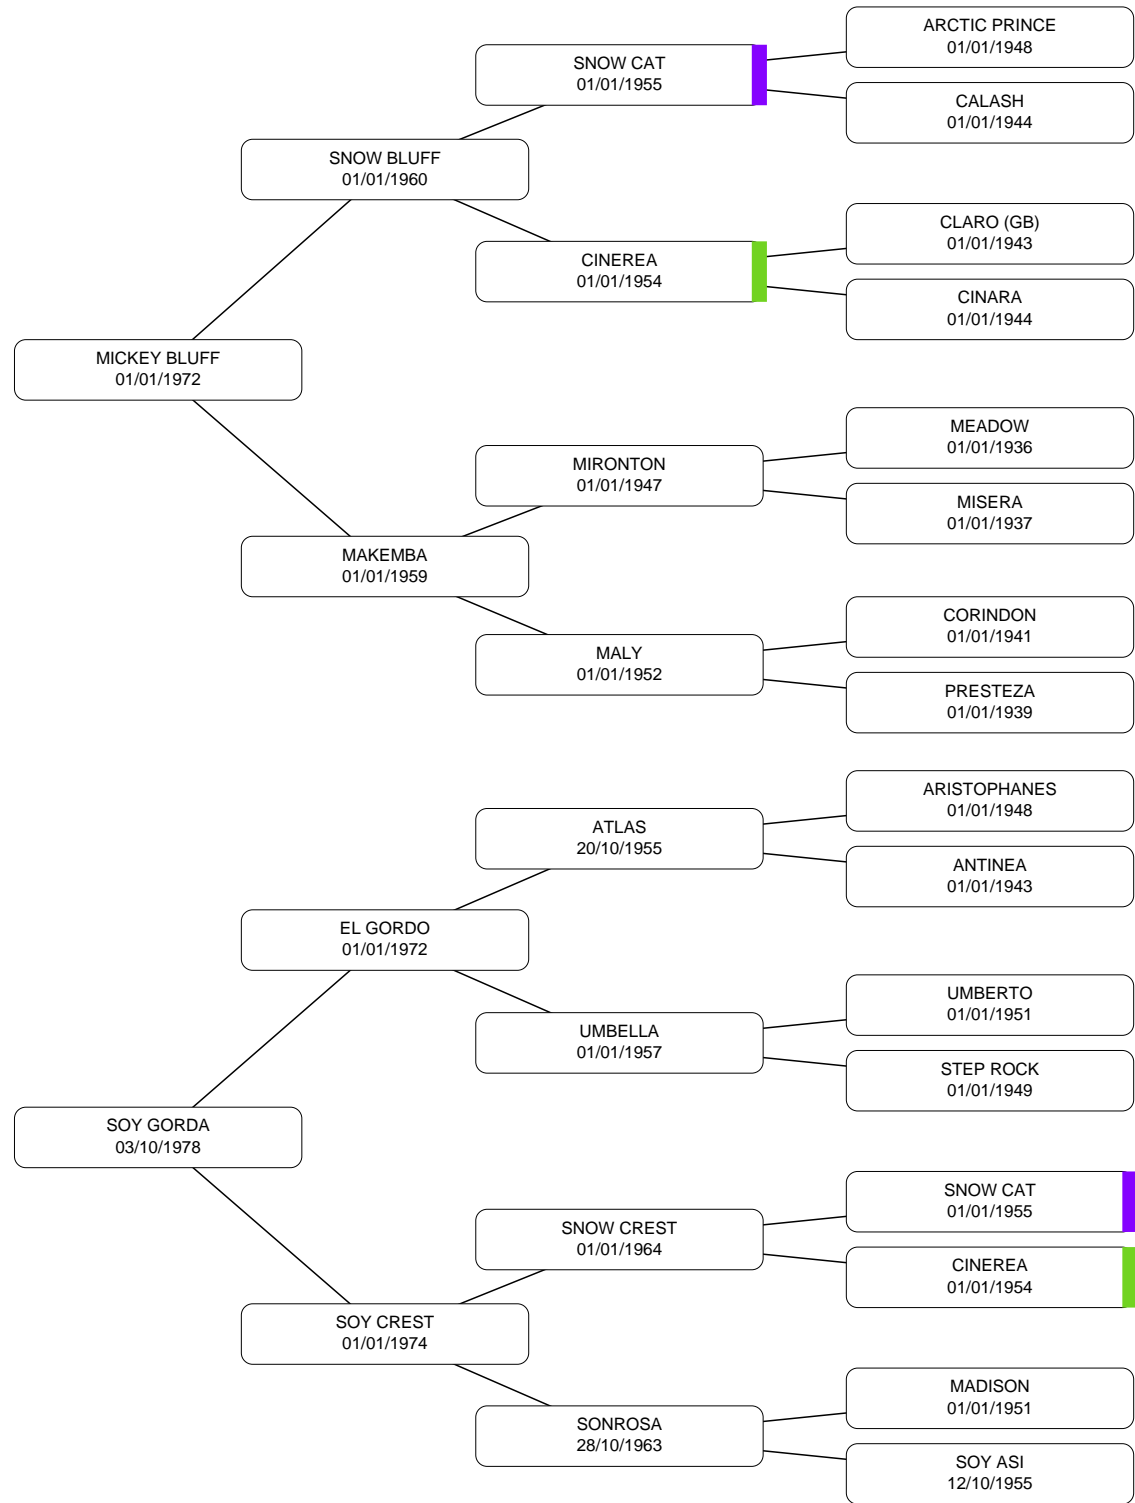 ARCTIC PRINCE
01/01/1948
SNOW CAT
01/01/1955
CALASH
01/01/1944
SNOW BLUFF
01/01/1960
CLARO (GB)
01/01/1943
CINEREA
01/01/1954
CINARA
01/01/1944
MICKEY BLUFF
01/01/1972
MEADOW
01/01/1936
MIRONTON
01/01/1947
MISERA
01/01/1937
MAKEMBA
01/01/1959
CORINDON
01/01/1941
MALY
01/01/1952
PRESTEZA
01/01/1939
ARISTOPHANES
01/01/1948
ATLAS
20/10/1955
ANTINEA
01/01/1943
EL GORDO
01/01/1972
UMBERTO
01/01/1951
UMBELLA
01/01/1957
STEP ROCK
01/01/1949
SOY GORDA
03/10/1978
SNOW CAT
01/01/1955
SNOW CREST
01/01/1964
CINEREA
01/01/1954
SOY CREST
01/01/1974
MADISON
01/01/1951
SONROSA
28/10/1963
SOY ASI
12/10/1955